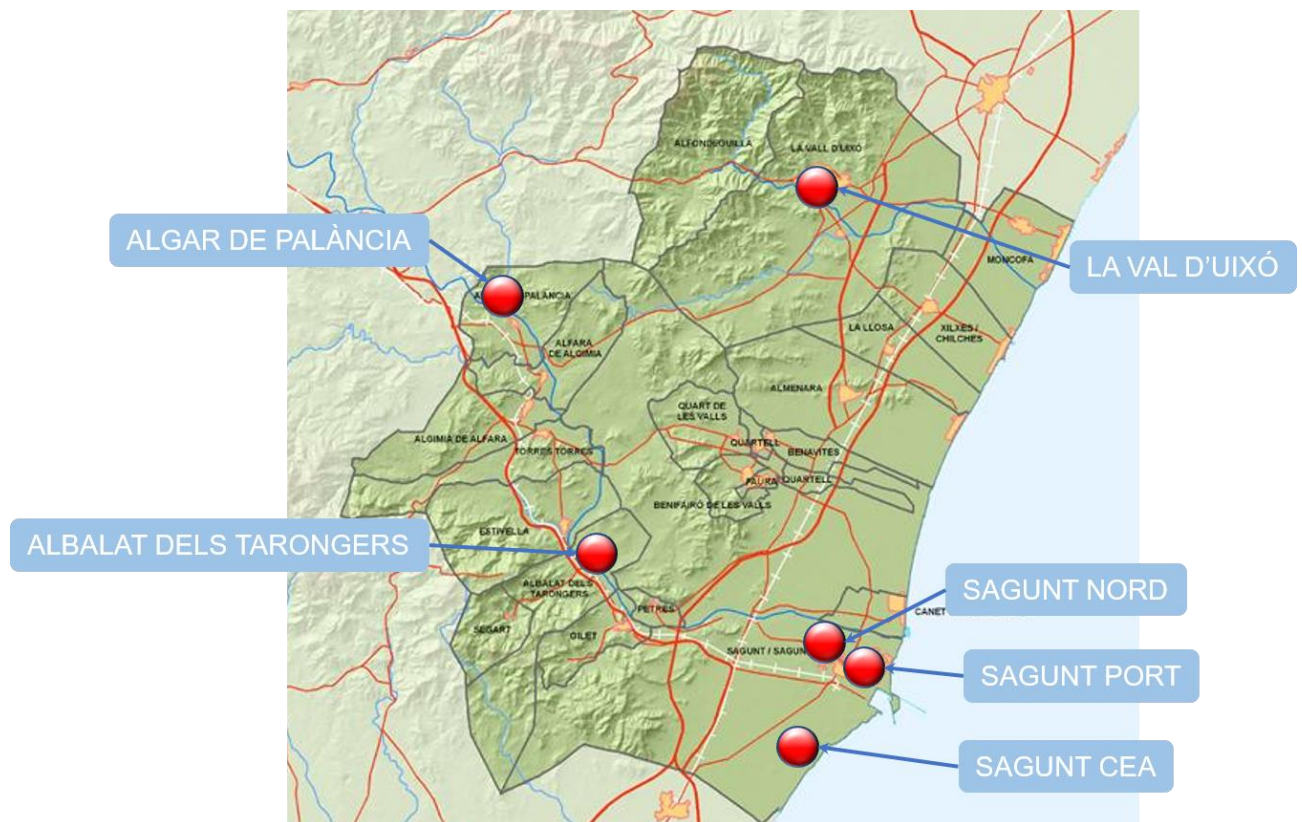 ALFONDEGUILLA
LA VALL D'UIXÓ
ALGAR DE PALÀNCIA
LA VAL D'UIXÓ
MONCOFA
PALÀNCIA
LA LLOSA
XILXES /
CHILCHES
ALFARA
DE ALGIMIA
ALMENARA
QUART DE
LES VALLS
ALGIMIA DE ALFARA
QUARTELL
TORRES TORRES
BENAVITES
FAURA
QUARTELL
BENIFAIRÓ DE LES VALLS
ESTIVELLA
ALBALAT DELS TARONGERS
ALBALAT DELS
TARONGERS
SAGUNT NORD
PETRES
CANET
SEGART
GILET
SAGUNT / SAGUN
SAGUNT PORT
SAGUNT CEA